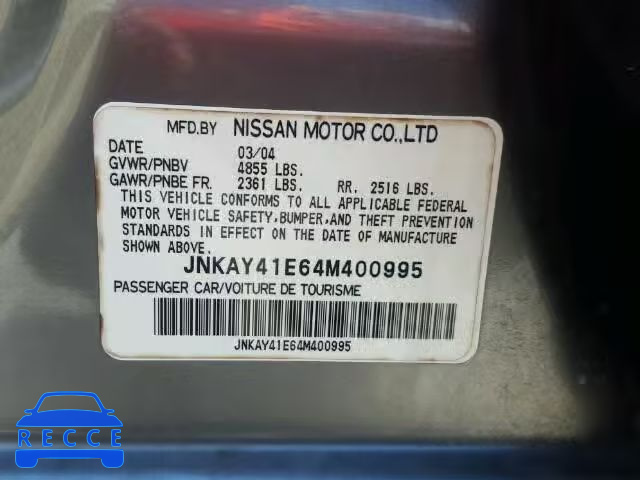 MFD.BY NISSAN MOTOR CO.,LTD
DATE 03/04
GVWR/PNBV 4855 LBS.
GAWR/PNBE FR. 2361 LBS. RR. 2516 LBS.
THIS VEHICLE CONFORMS TO ALL APPLICABLE FEDERAL
MOTOR VEHICLE SAFETY,BUMPER,AND THEFT PREVENTION
STANDARDS IN EFFECT ON THE DATE OF MANUFACTURE
SHOWN ABOVE.
JNKAY41E64M400995
PASSENGER CAR/VOITURE DE TOURISME
JNKAY41E64M400995
RECCE